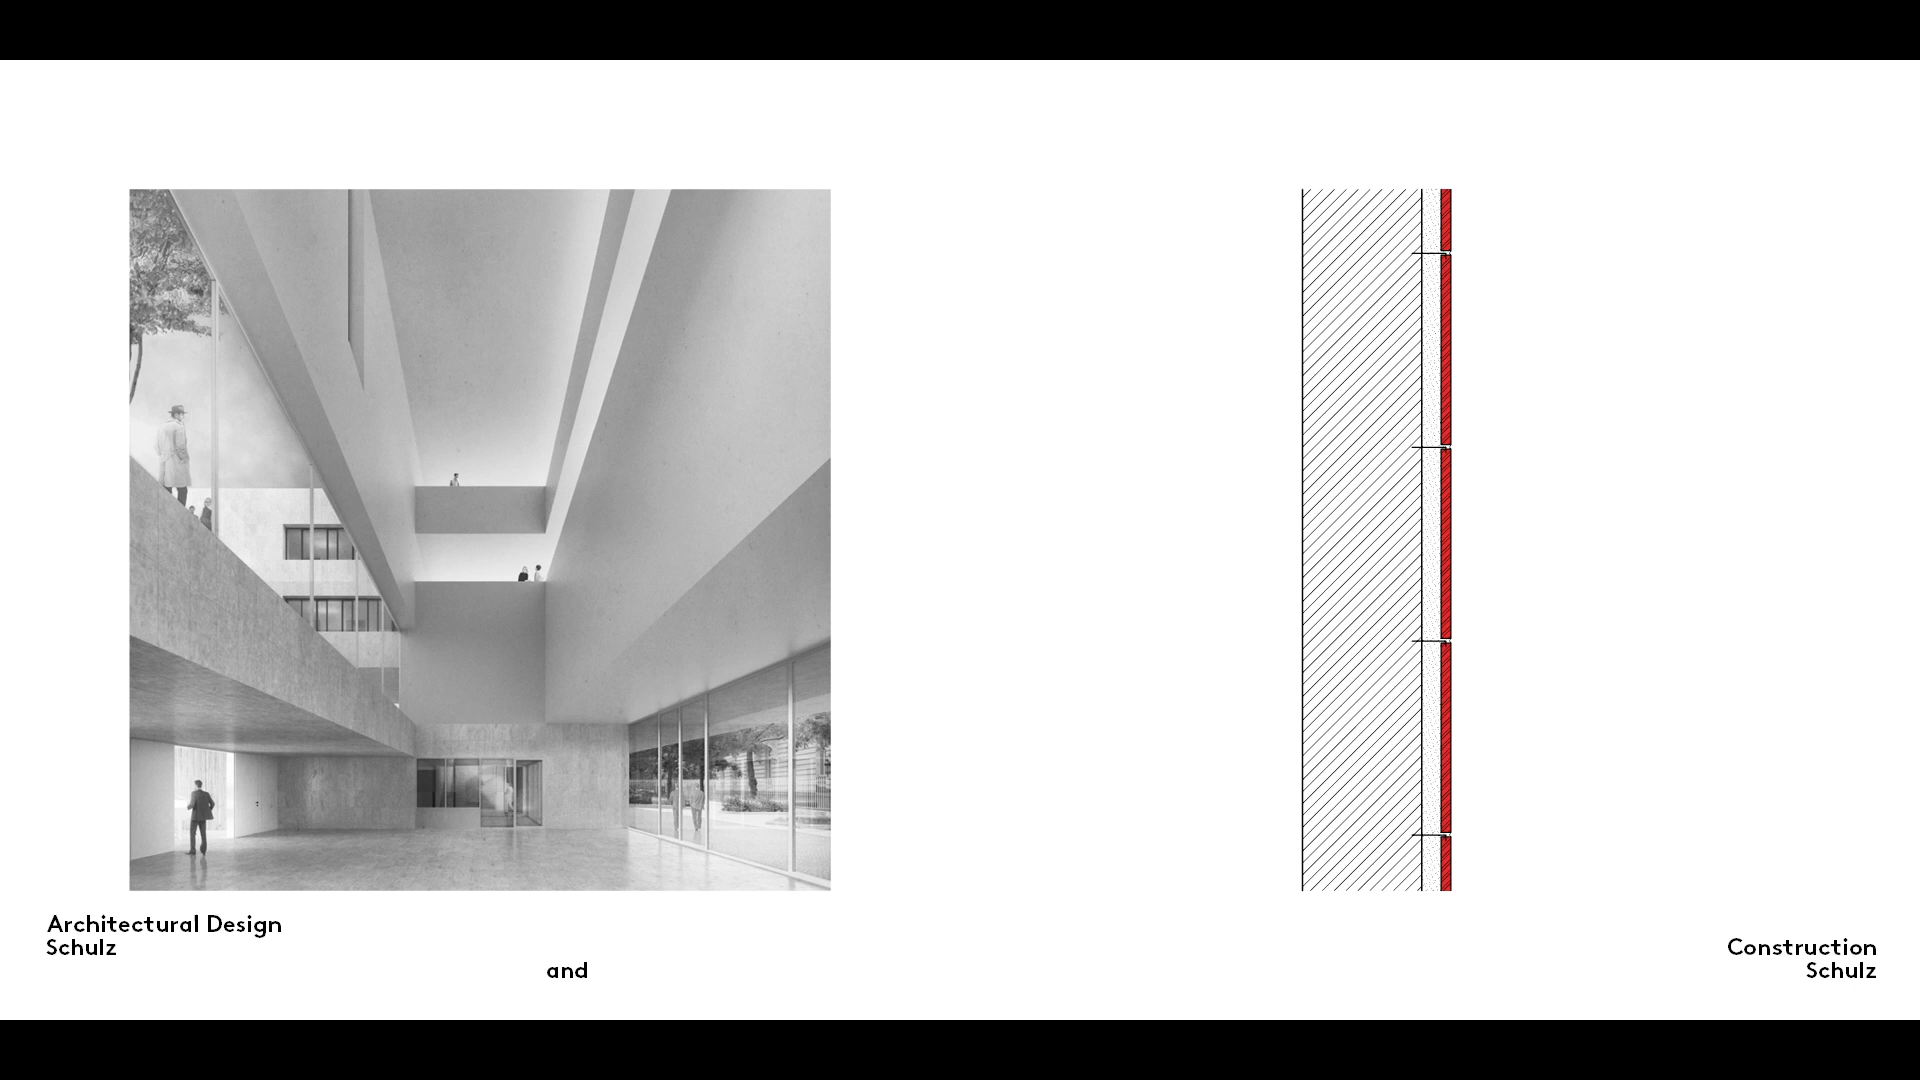 Architectural Design
Schulz
and
Construction
Schulz